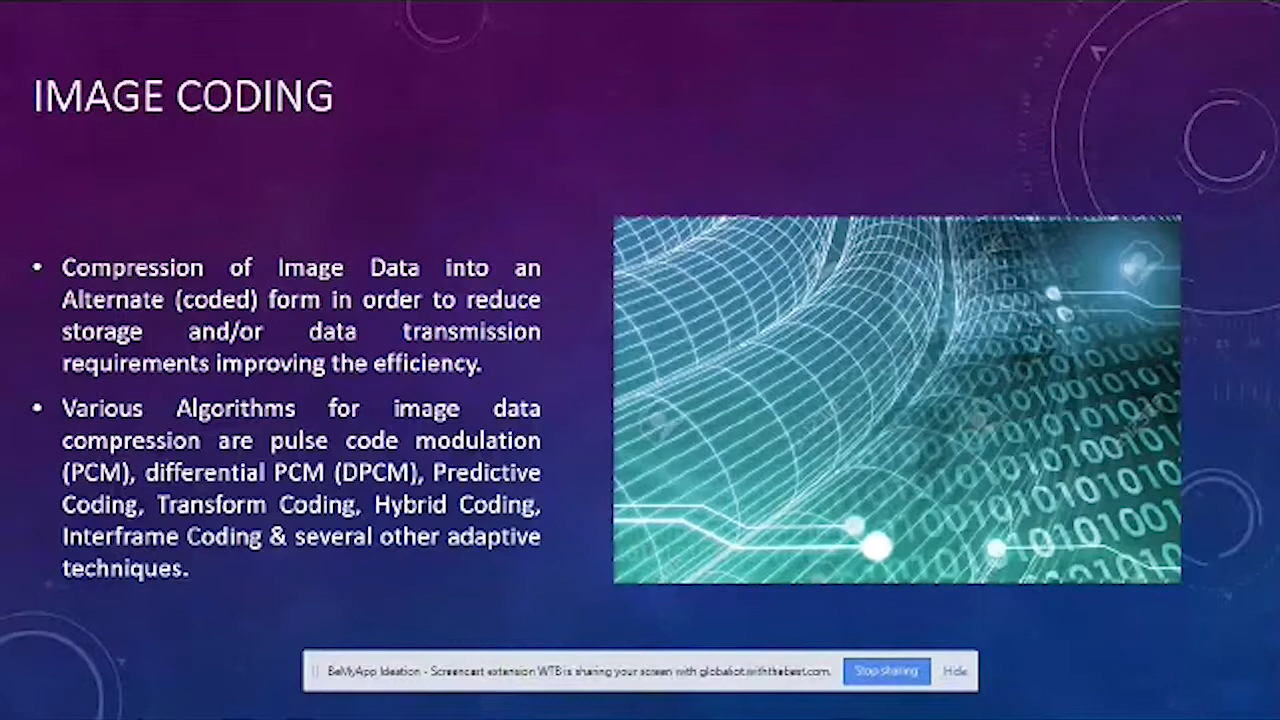 IMAGE CODING
• Compression of Image Data into an
Alternate (coded) form in order to reduce
storage and/or data transmission
requirements improving the efficiency.
• Various Algorithms for image data
compression are pulse code modulation
(PCM), differential PCM (DPCM), Predictive
Coding, Transform Coding, Hybrid Coding,
Interframe Coding & several other adaptive
techniques.
BeMyApp Ideation - Screencast extension WTB is sharing your screen with globaliot.withthebest.com.
Stop sharing
Hide